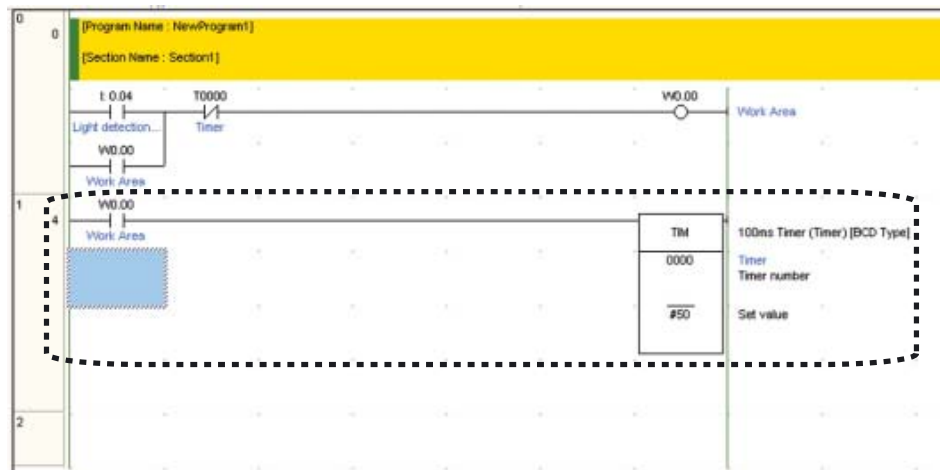 0
0
[Program Name : NewProgram1]
[Section Name : Section1]
I: 0.04 T0000 W0.00
Light detection... Timer Work Area
W0.00
Work Area
1
4
W0.00
Work Area
TIM 100ms Timer (Timer) [BCD Type]
0000 Timer
Timer number
#50 Set value
2